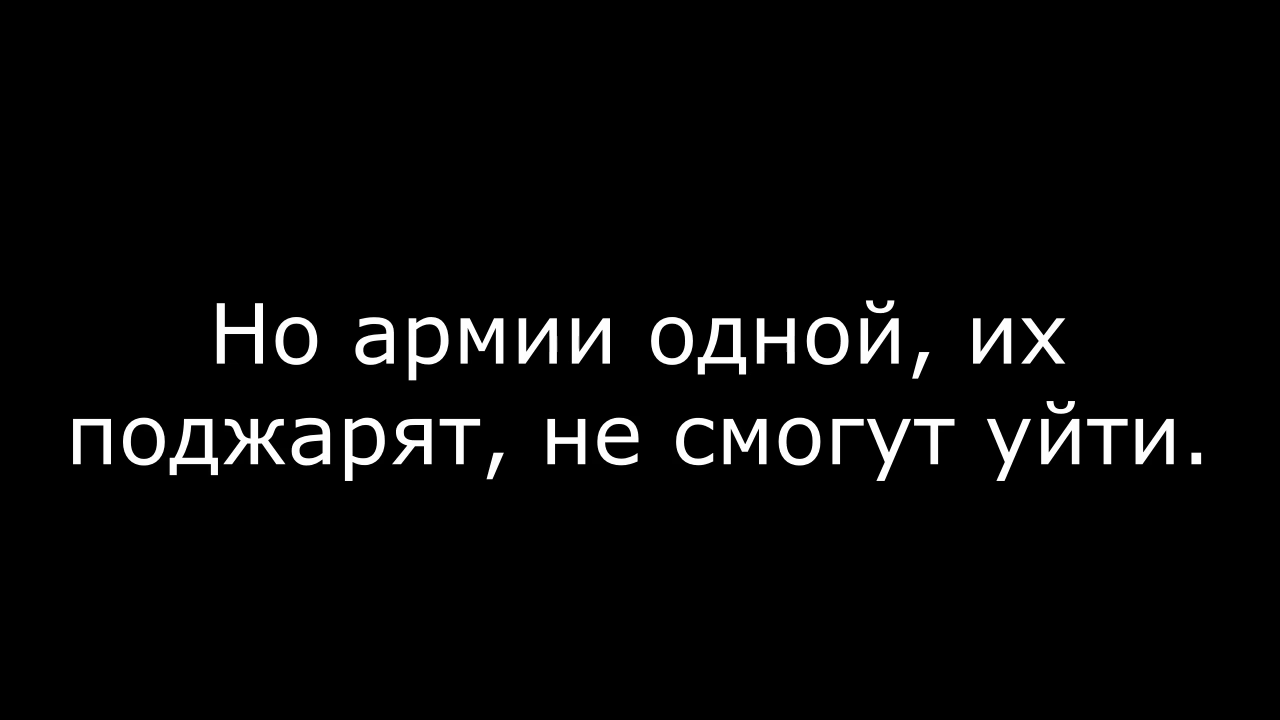 Но армии одной, их
поджарят, не смогут уйти.